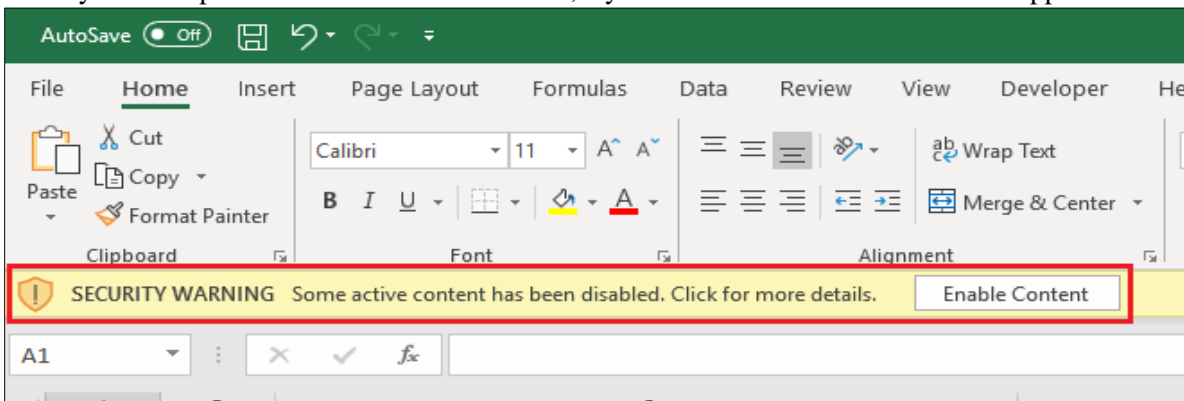 AutoSave Off
File Home Insert Page Layout Formulas Data Review View Developer
Cut
Calibri 11 A A ab Wrap Text
Paste Copy
Format Painter B I U A Merge & Center
Clipboard Font Alignment
SECURITY WARNING Some active content has been disabled. Click for more details. Enable Content
A1 fx